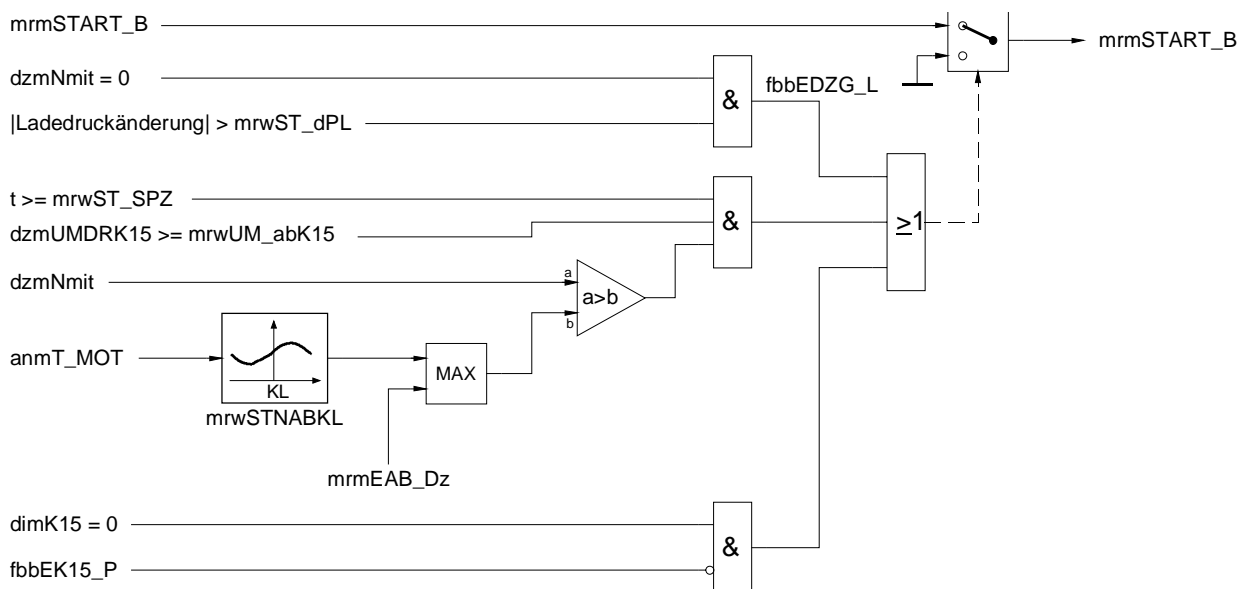 mrmSTART_B
mrmSTART_B
dzmNmit = 0
fbbEDZG_L
&
|Ladedruckänderung| > mrwST_dPL
t >= mrwST_SPZ
&
≥1
dzmUMDRK15 >= mrwUM_abK15
dzmNmit
a
a>b
b
anmT_MOT
KL
MAX
mrwSTNABKL
mrmEAB_Dz
dimK15 = 0
&
fbbEK15_P